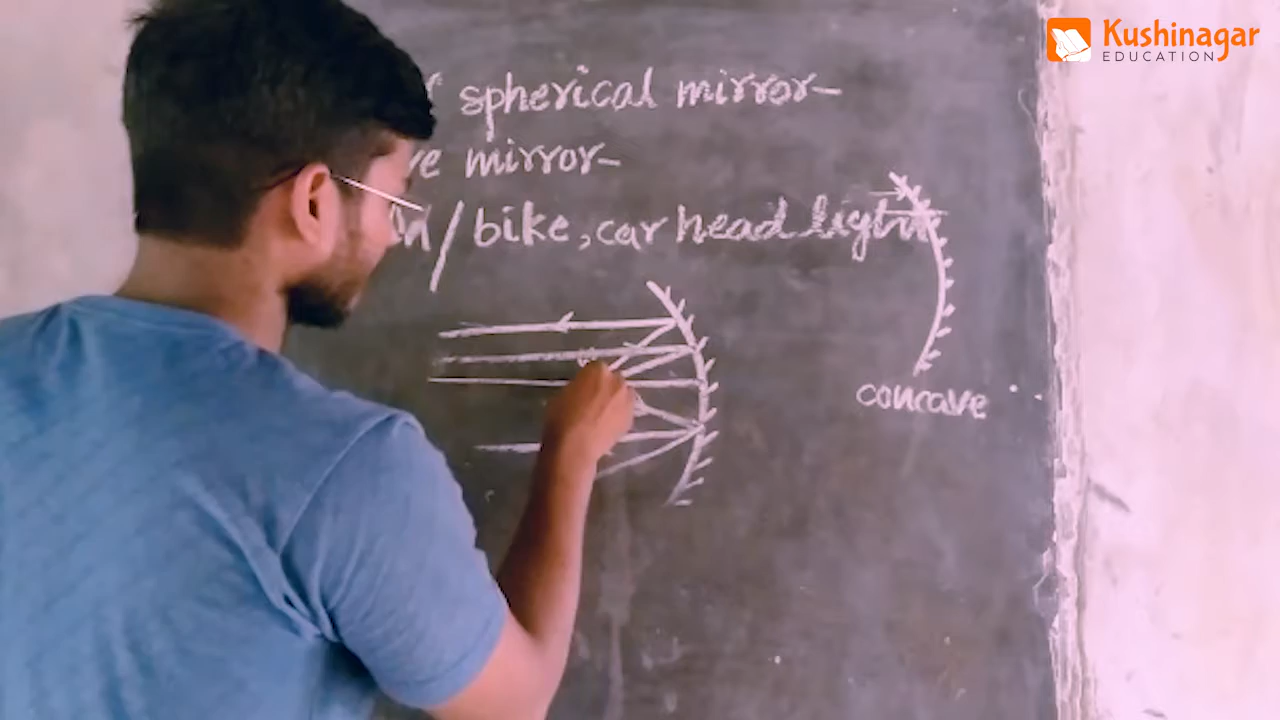 Kushinagar
EDUCATION
spherical mirror-
mirror-
/ bike, car head light
concave